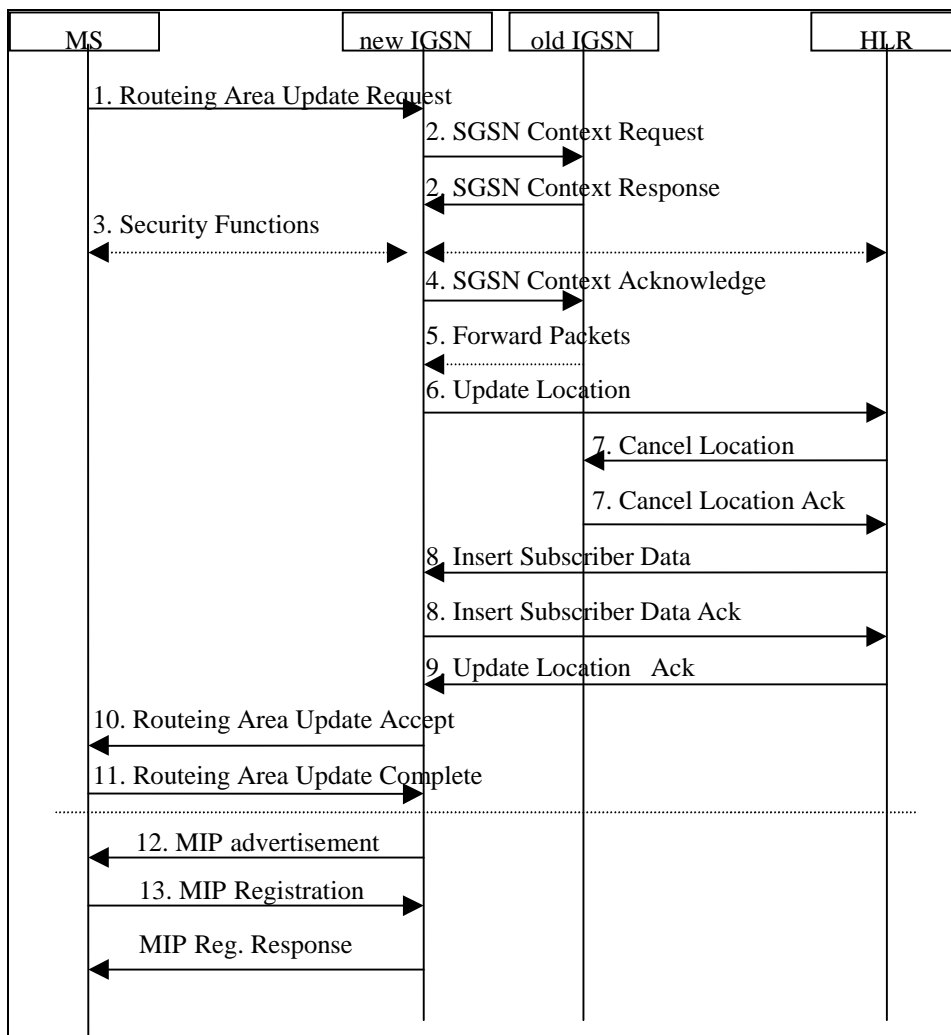 MS new IGSN old IGSN HLR
1. Routeing Area Update Request
2. SGSN Context Request
2. SGSN Context Response
3. Security Functions
4. SGSN Context Acknowledge
5. Forward Packets
6. Update Location
7. Cancel Location
7. Cancel Location Ack
8. Insert Subscriber Data
8. Insert Subscriber Data Ack
9. Update Location Ack
10. Routeing Area Update Accept
11. Routeing Area Update Complete
12. MIP advertisement
13. MIP Registration
MIP Reg. Response